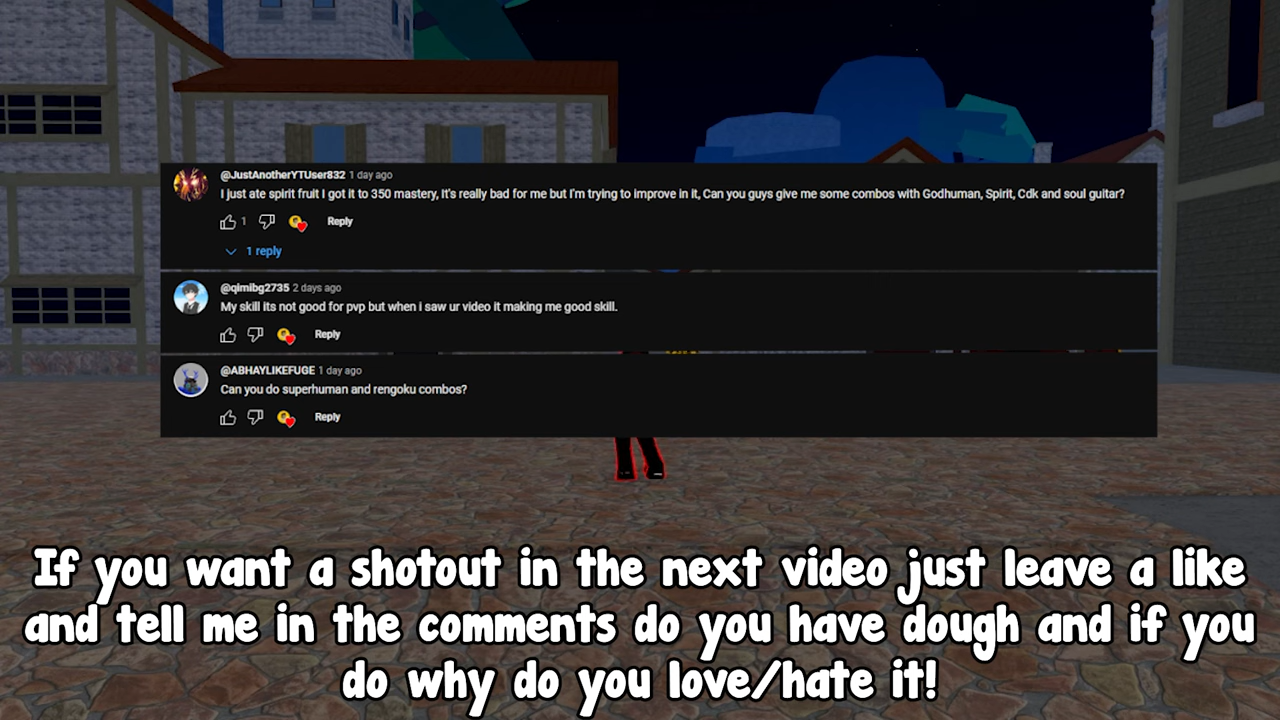 @JustAnotherYTUser832 1 day ago
I just ate spirit fruit I got it to 350 mastery, It's really bad for me but I'm trying to improve in it, Can you guys give me some combos with Godhuman, Spirit, Cdk and soul guitar?
1 Reply
1 reply
@qimibg2735 2 days ago
My skill its not good for pvp but when i saw ur video it making me good skill.
Reply
@ABHAYLIKEFUGE 1 day ago
Can you do superhuman and rengoku combos?
Reply
If you want a shotout in the next video just leave a like
and tell me in the comments do you have dough and if you
do why do you love/hate it!